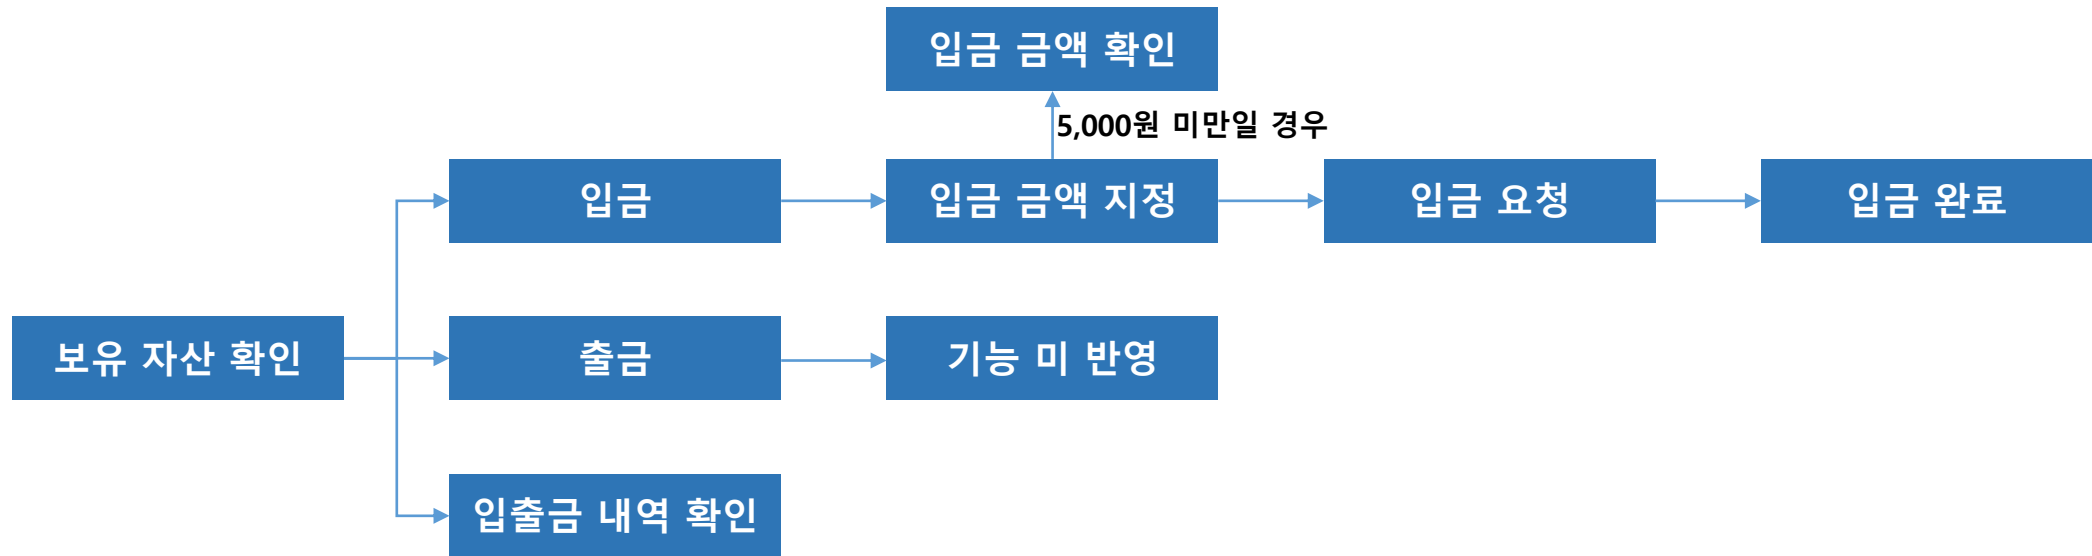 입금 금액 확인
5,000원 미만일 경우
입금
입금 금액 지정
입금 요청
입금 완료
보유 자산 확인
출금
기능 미 반영
입출금 내역 확인